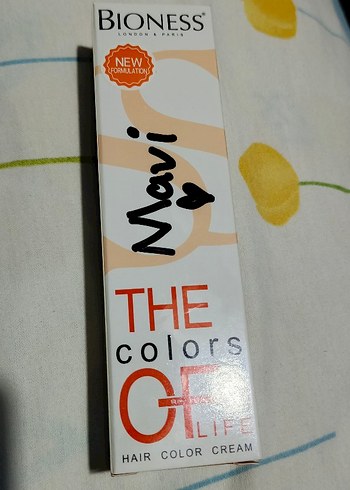 BIONESS®
LONDON & PARIS
NEW
FORMULATION
Mavi
THE
colors
OF
LIFE
HAIR COLOR CREAM